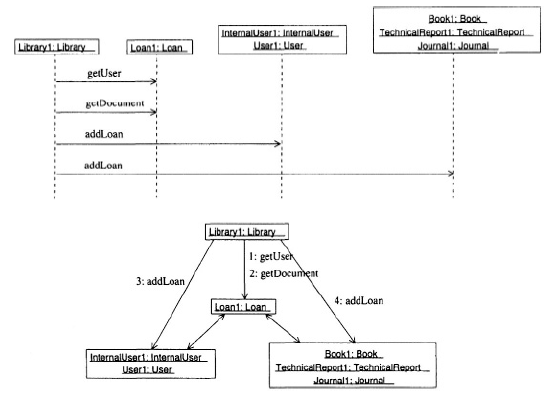 Book1: Book
InternalUser1: InternalUser
TechnicalReport1: TechnicalReport
Library1: Library
Loan1: Loan
User1: User
Journal1: Journal
getUser
getDocument
addLoan
addLoan
Library1: Library
1: getUser
2: getDocument
3: addLoan
4: addLoan
Loan1: Loan
InternalUser1: InternalUser
User1: User
Book1: Book
TechnicalReport1: TechnicalReport
Journal1: Journal